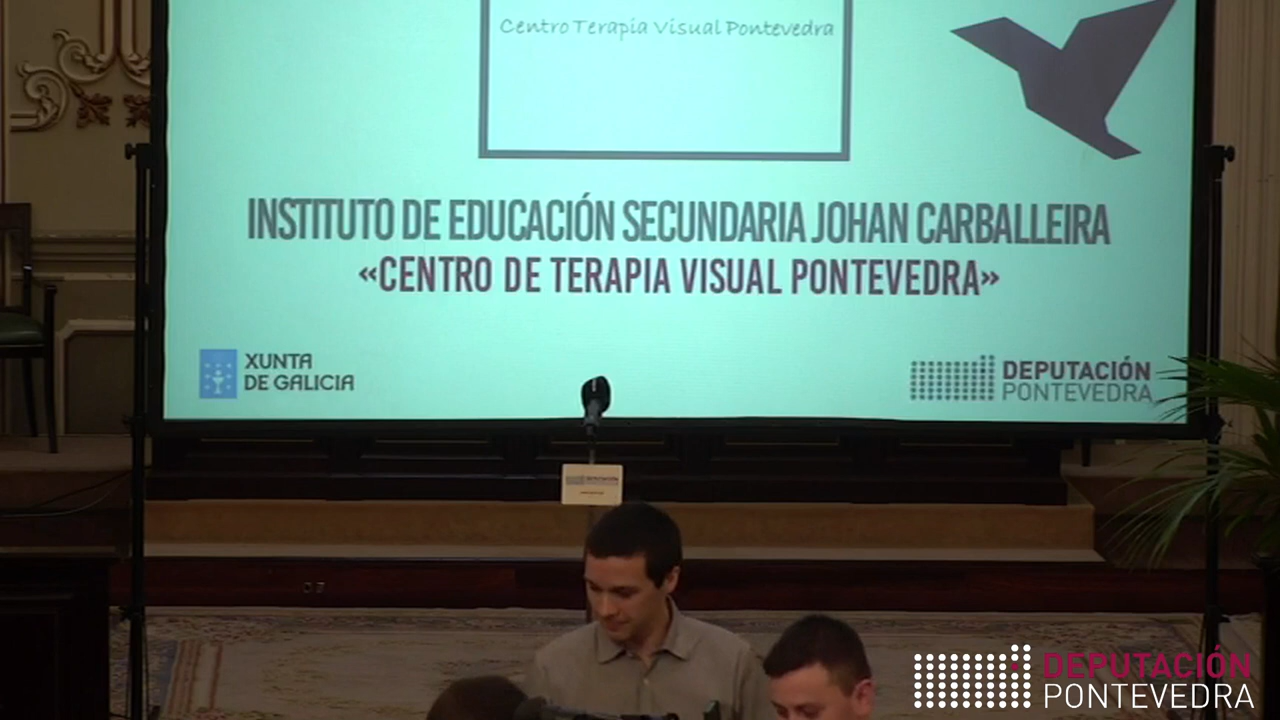 Centro Terapia Visual Pontevedra
INSTITUTO DE EDUCACIÓN SECUNDARIA JOHAN CARBALLEIRA
«CENTRO DE TERAPIA VISUAL PONTEVEDRA»
XUNTA
DE GALICIA
DEPUTACIÓN
PONTEVEDRA
DEPUTACIÓN
PONTEVEDRA